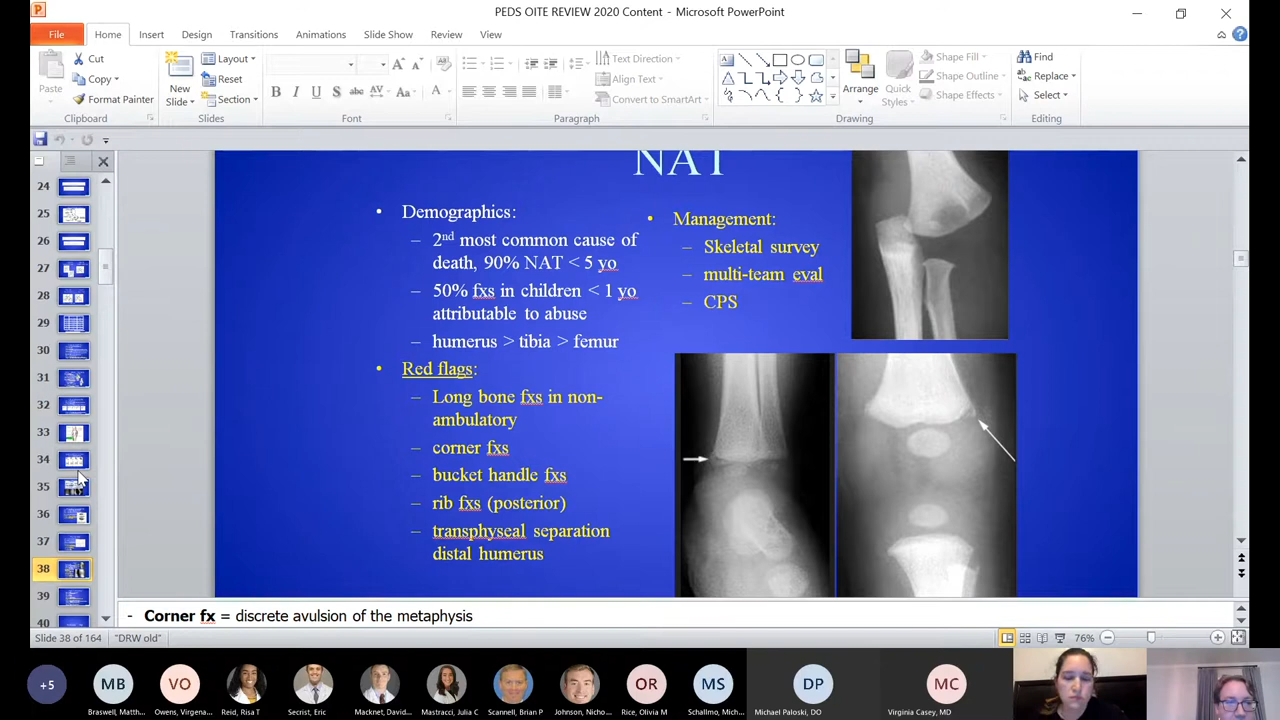 PEDS OITE REVIEW 2020 Content - Microsoft PowerPoint
File Home Insert Design Transitions Animations Slide Show Review View
Paste
Cut
Copy
Format Painter
Clipboard
New
Slide
Layout
Reset
Section
Slides
B I U S abc AV Aa A
Font
Text Direction
Align Text
Convert to SmartArt
Paragraph
Arrange
Quick
Styles
Shape Fill
Shape Outline
Shape Effects
Drawing
Find
Replace
Select
Editing
24
25
26
27
28
29
30
31
32
33
34
35
36
37
38
39
40
NAT
• Demographics:
– 2nd most common cause of
death, 90% NAT < 5 yo
– 50% fxs in children < 1 yo
attributable to abuse
– humerus > tibia > femur
• Red flags:
– Long bone fxs in non-
ambulatory
– corner fxs
– bucket handle fxs
– rib fxs (posterior)
– transphyseal separation
distal humerus
• Management:
– Skeletal survey
– multi-team eval
– CPS
- Corner fx = discrete avulsion of the metaphysis
Slide 38 of 164 "DRW old" 76%
+5 MB VO OR MS DP MC
Braswell, Matth... Owens, Virgena... Reid, Risa T Secrist, Eric Macknet, David... Mastracci, Julia C Scannell, Brian P Johnson, Nicho... Rice, Olivia M Schallmo, Mich... Michael Paloski, DO Virginia Casey, MD